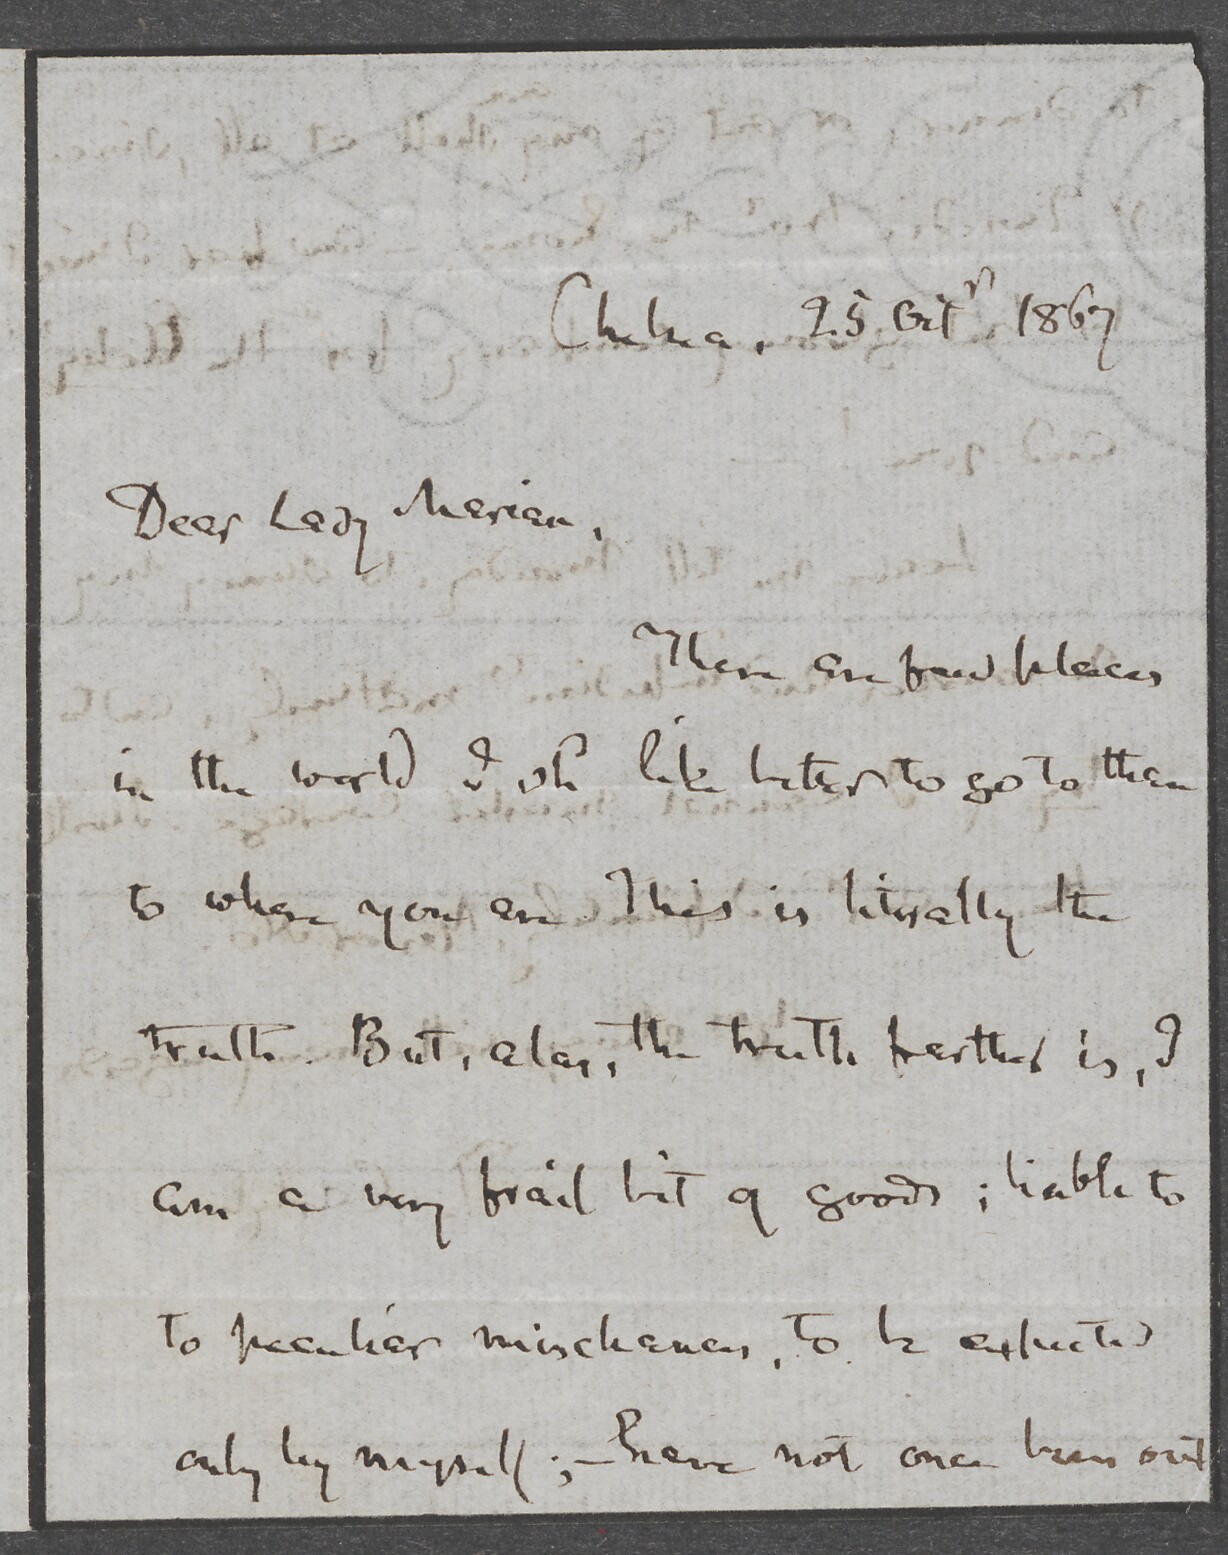 Chelsea, 25 Octr, 1867
Dear Lady Marian,
There are few places
in the world I shd like better to go to than
to where you are. This is literally the
truth. But, alas, the truth farther is, I
am a very frail bit of goods; liable to
to peculiar mischances, to be expected
only by myself;—have not once been out